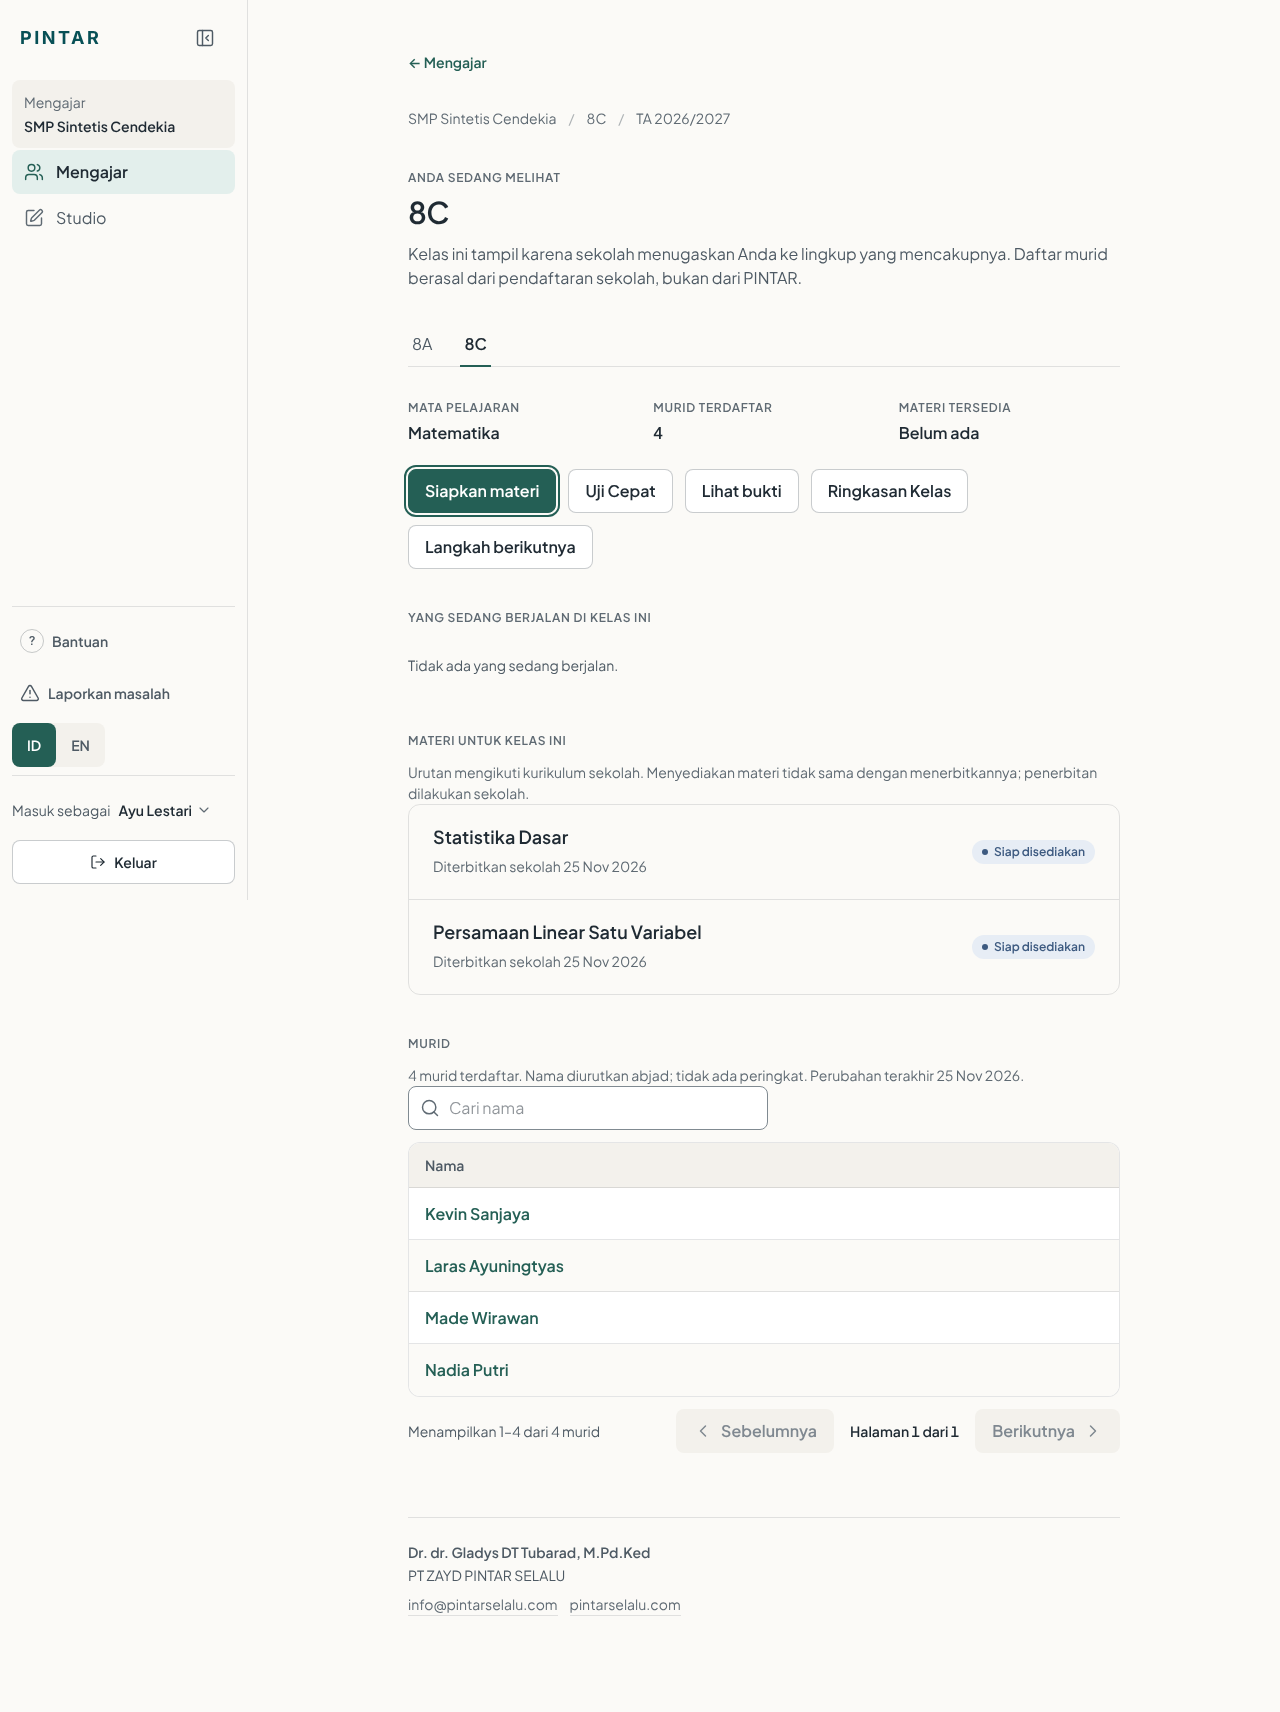 PINTAR
Mengajar
SMP Sintetis Cendekia
Mengajar
Studio
? Bantuan
Laporkan masalah
ID EN
Masuk sebagai Ayu Lestari
Keluar
← Mengajar
SMP Sintetis Cendekia / 8C / TA 2026/2027
ANDA SEDANG MELIHAT
8C
Kelas ini tampil karena sekolah menugaskan Anda ke lingkup yang mencakupnya. Daftar murid
berasal dari pendaftaran sekolah, bukan dari PINTAR.
8A 8C
MATA PELAJARAN MURID TERDAFTAR MATERI TERSEDIA
Matematika 4 Belum ada
Siapkan materi Uji Cepat Lihat bukti Ringkasan Kelas
Langkah berikutnya
YANG SEDANG BERJALAN DI KELAS INI
Tidak ada yang sedang berjalan.
MATERI UNTUK KELAS INI
Urutan mengikuti kurikulum sekolah. Menyediakan materi tidak sama dengan menerbitkannya; penerbitan
dilakukan sekolah.
Statistika Dasar
Diterbitkan sekolah 25 Nov 2026
Siap disediakan
Persamaan Linear Satu Variabel
Diterbitkan sekolah 25 Nov 2026
Siap disediakan
MURID
4 murid terdaftar. Nama diurutkan abjad; tidak ada peringkat. Perubahan terakhir 25 Nov 2026.
Cari nama
Nama
Kevin Sanjaya
Laras Ayuningtyas
Made Wirawan
Nadia Putri
Menampilkan 1–4 dari 4 murid Sebelumnya Halaman 1 dari 1 Berikutnya
Dr. dr. Gladys DT Tubarad, M.Pd.Ked
PT ZAYD PINTAR SELALU
info@pintarselalu.com pintarselalu.com